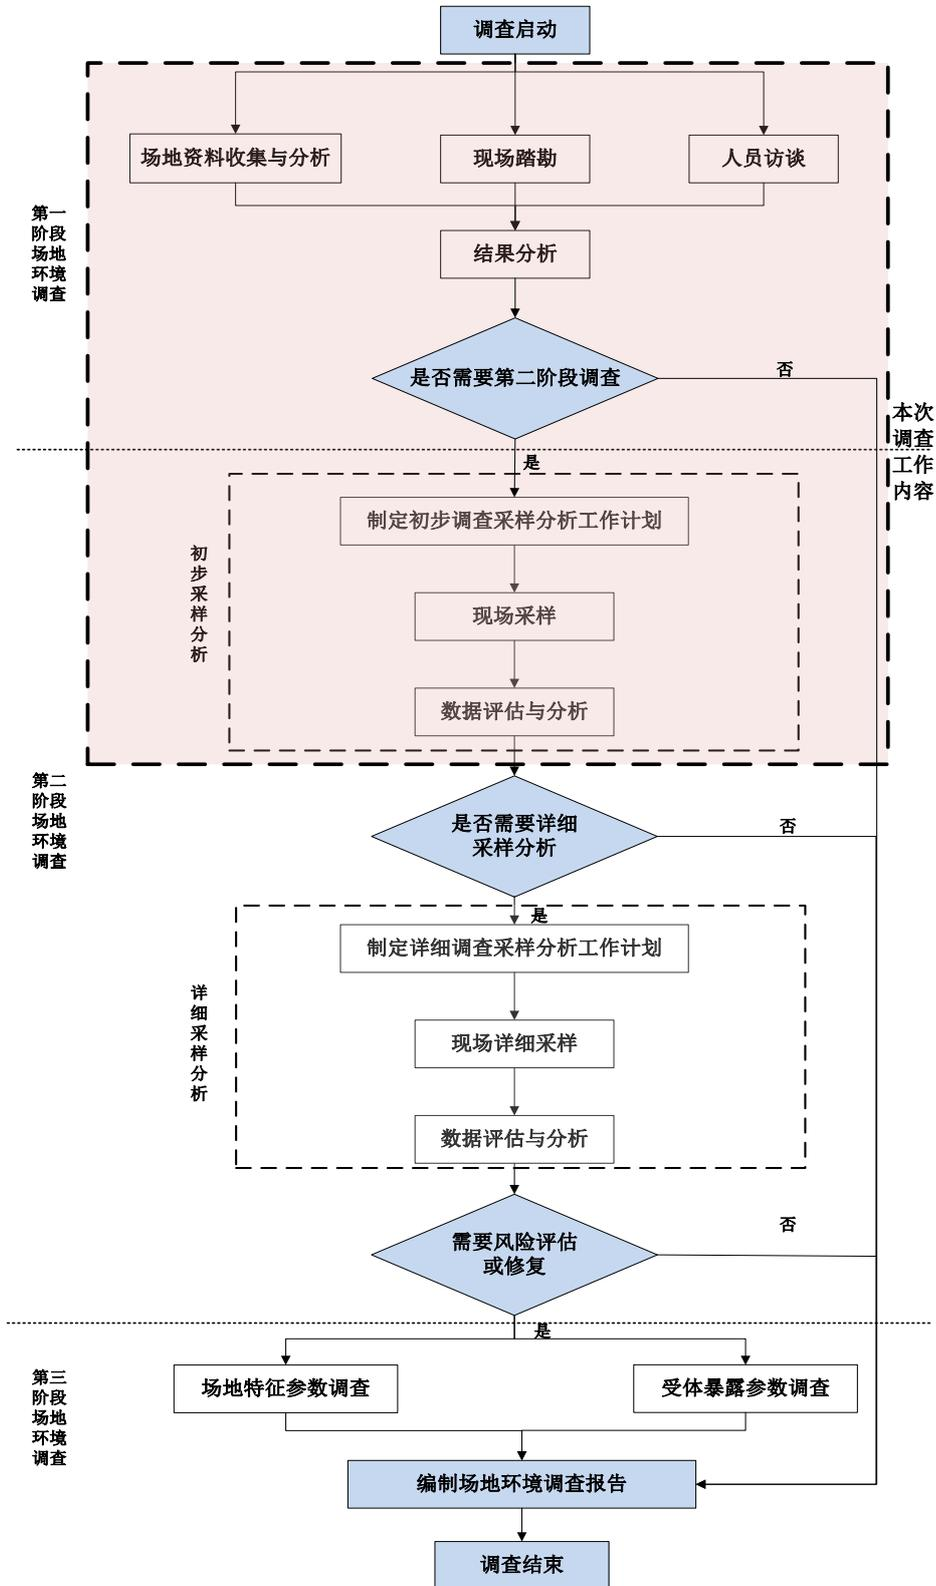 调查启动
场地资料收集与分析
现场踏勘
人员访谈
第一
阶段
场地
环境
调查
结果分析
是否需要第二阶段调查
否
本次
调查
工作
内容
是
制定初步调查采样分析工作计划
初
步
采
样
分
析
现场采样
数据评估与分析
第二
阶段
场地
环境
调查
是否需要详细
采样分析
否
是
制定详细调查采样分析工作计划
详
细
采
样
分
析
现场详细采样
数据评估与分析
需要风险评估
或修复
否
是
第三
阶段
场地
环境
调查
场地特征参数调查
受体暴露参数调查
编制场地环境调查报告
调查结束